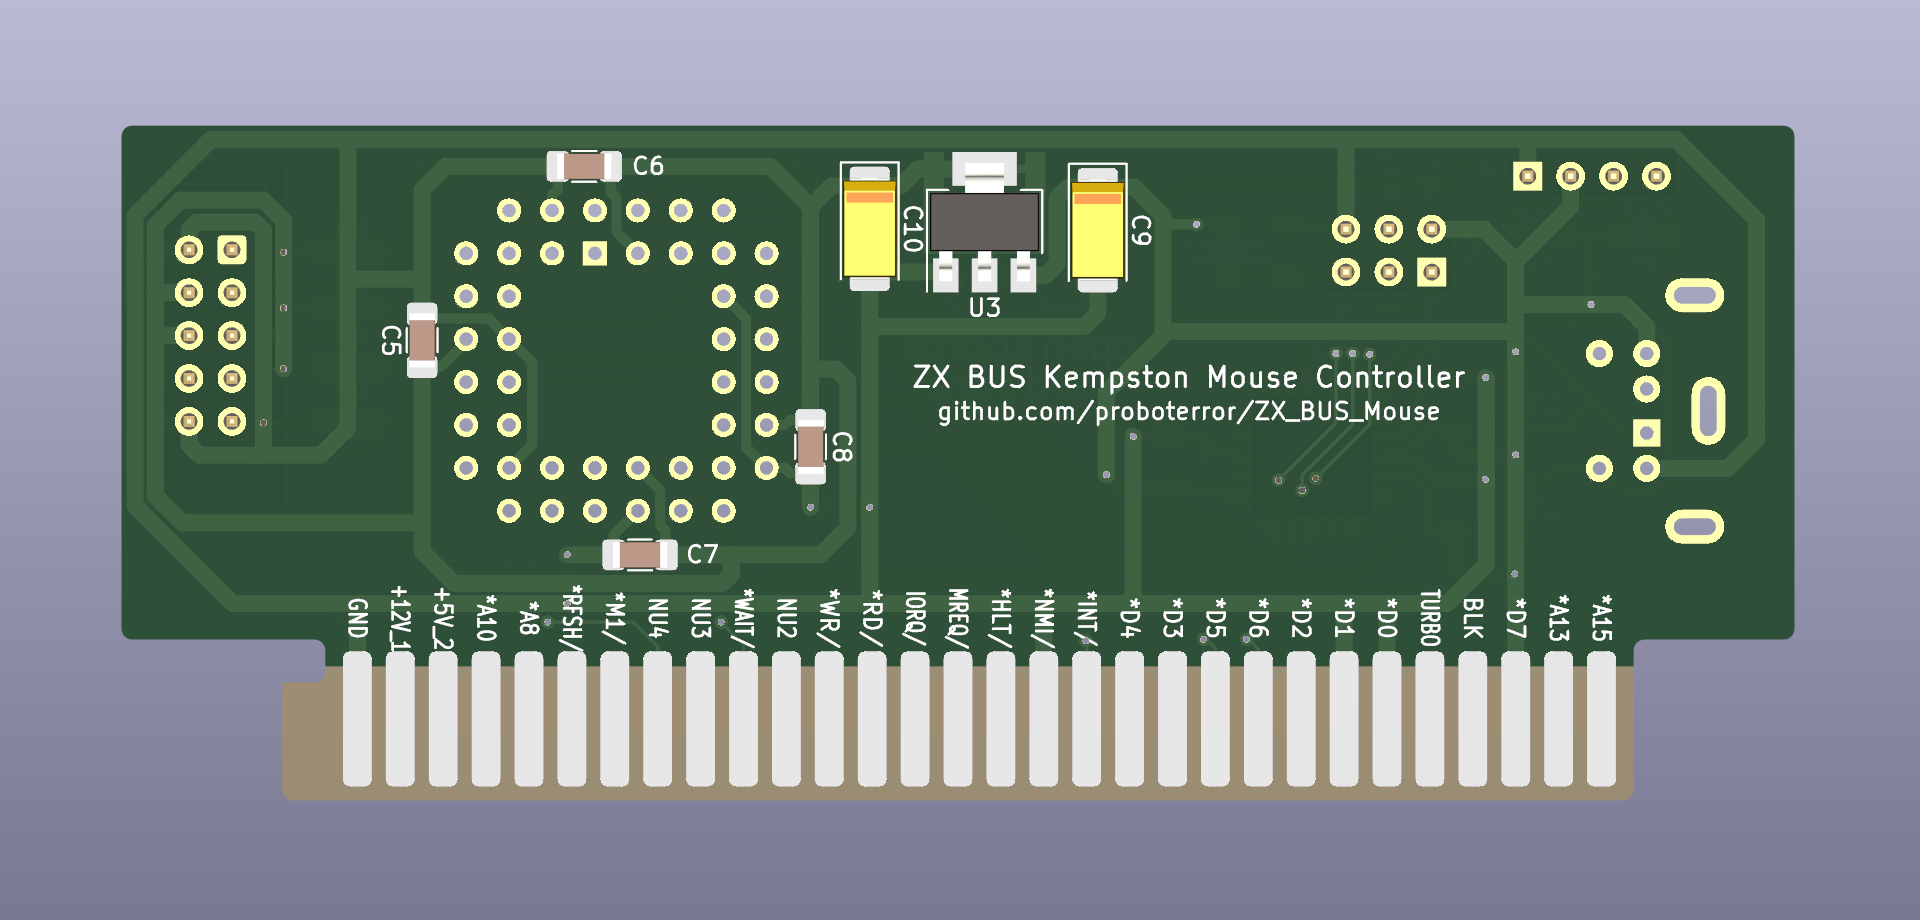 C6
C10
C9
U3
C5
ZX BUS Kempston Mouse Controller
github.com/proboterror/ZX_BUS_Mouse
C8
C7
GND
+12V_1
+5V_2
*A10
*A8
*RFSH/
*M1/
NU4
NU3
*WAIT/
NU2
*WR/
*RD/
IORQ/
MREQ/
*HLT/
*NMI/
*INT/
*D4
*D3
*D5
*D6
*D2
*D1
*D0
TURBO
BLK
*D7
*A13
*A15